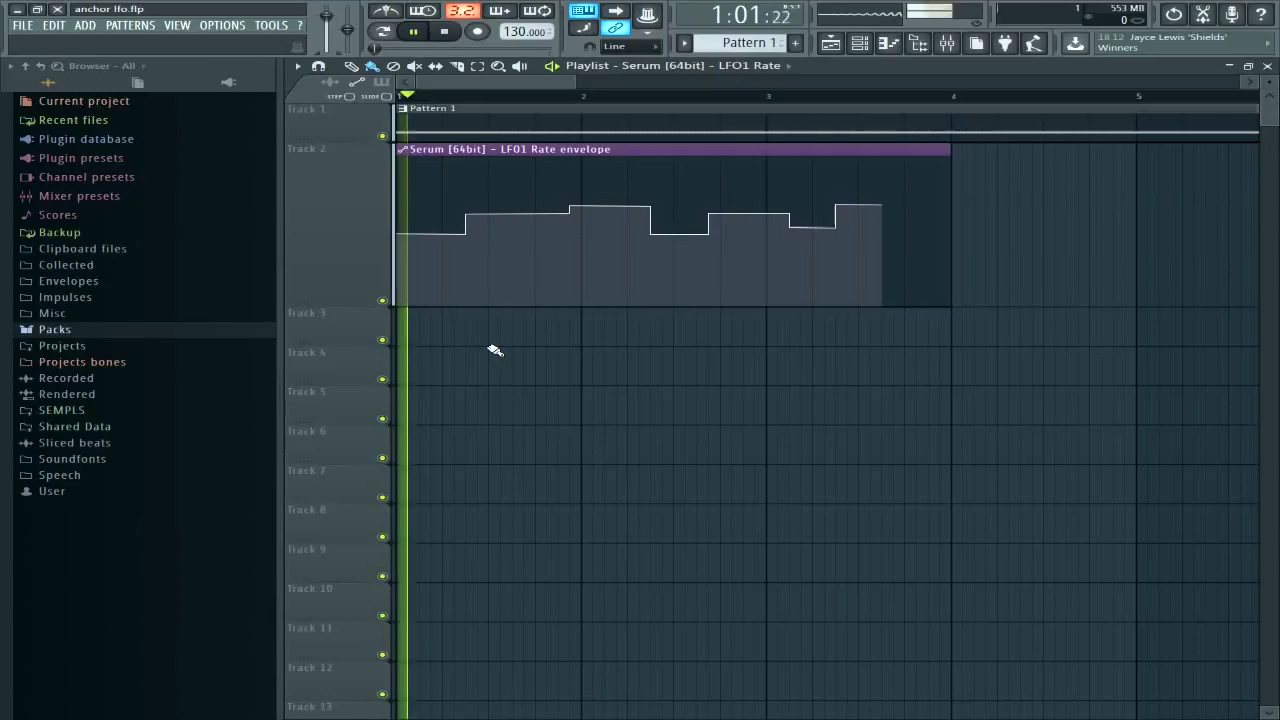 anchor lfo.flp
FILE EDIT ADD PATTERNS VIEW OPTIONS TOOLS ?
3.2.
130.000
1:01:22
Pattern 1
Line
1
553 MB
0
18.12 Jayce Lewis 'Shields'
Winners
Browser - All
Playlist - Serum [64bit] - LFO1 Rate
STEP SLIDE
1 2 3 4 5
Current project
Recent files
Plugin database
Plugin presets
Channel presets
Mixer presets
Scores
Backup
Clipboard files
Collected
Envelopes
Impulses
Misc
Packs
Projects
Projects bones
Recorded
Rendered
SEMPLS
Shared Data
Sliced beats
Soundfonts
Speech
User
Track 1
Pattern 1
Track 2
Serum [64bit] - LFO1 Rate envelope
Track 3
Track 4
Track 5
Track 6
Track 7
Track 8
Track 9
Track 10
Track 11
Track 12
Track 13